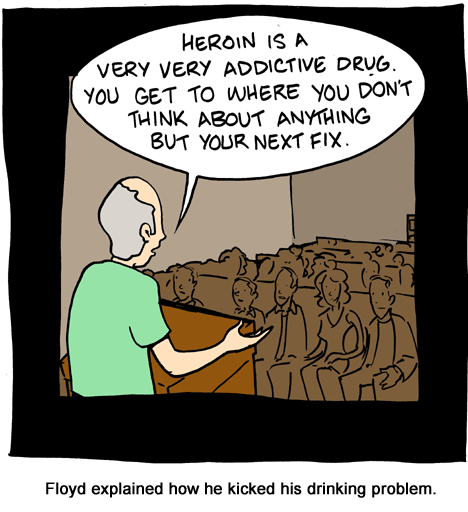 HEROIN IS A
VERY VERY ADDICTIVE DRUG.
YOU GET TO WHERE YOU DON'T
THINK ABOUT ANYTHING
BUT YOUR NEXT FIX.
Floyd explained how he kicked his drinking problem.